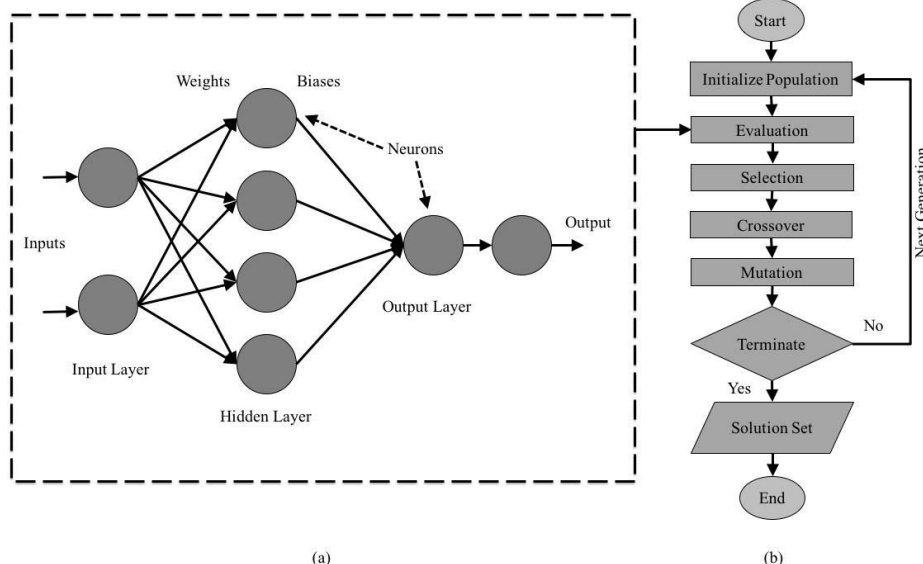 Weights
Biases
Neurons
Inputs
Output
Output Layer
Input Layer
Hidden Layer
(a)
Start
Initialize Population
Evaluation
Selection
Crossover
Mutation
Terminate
No
Next Generation
Yes
Solution Set
End
(b)